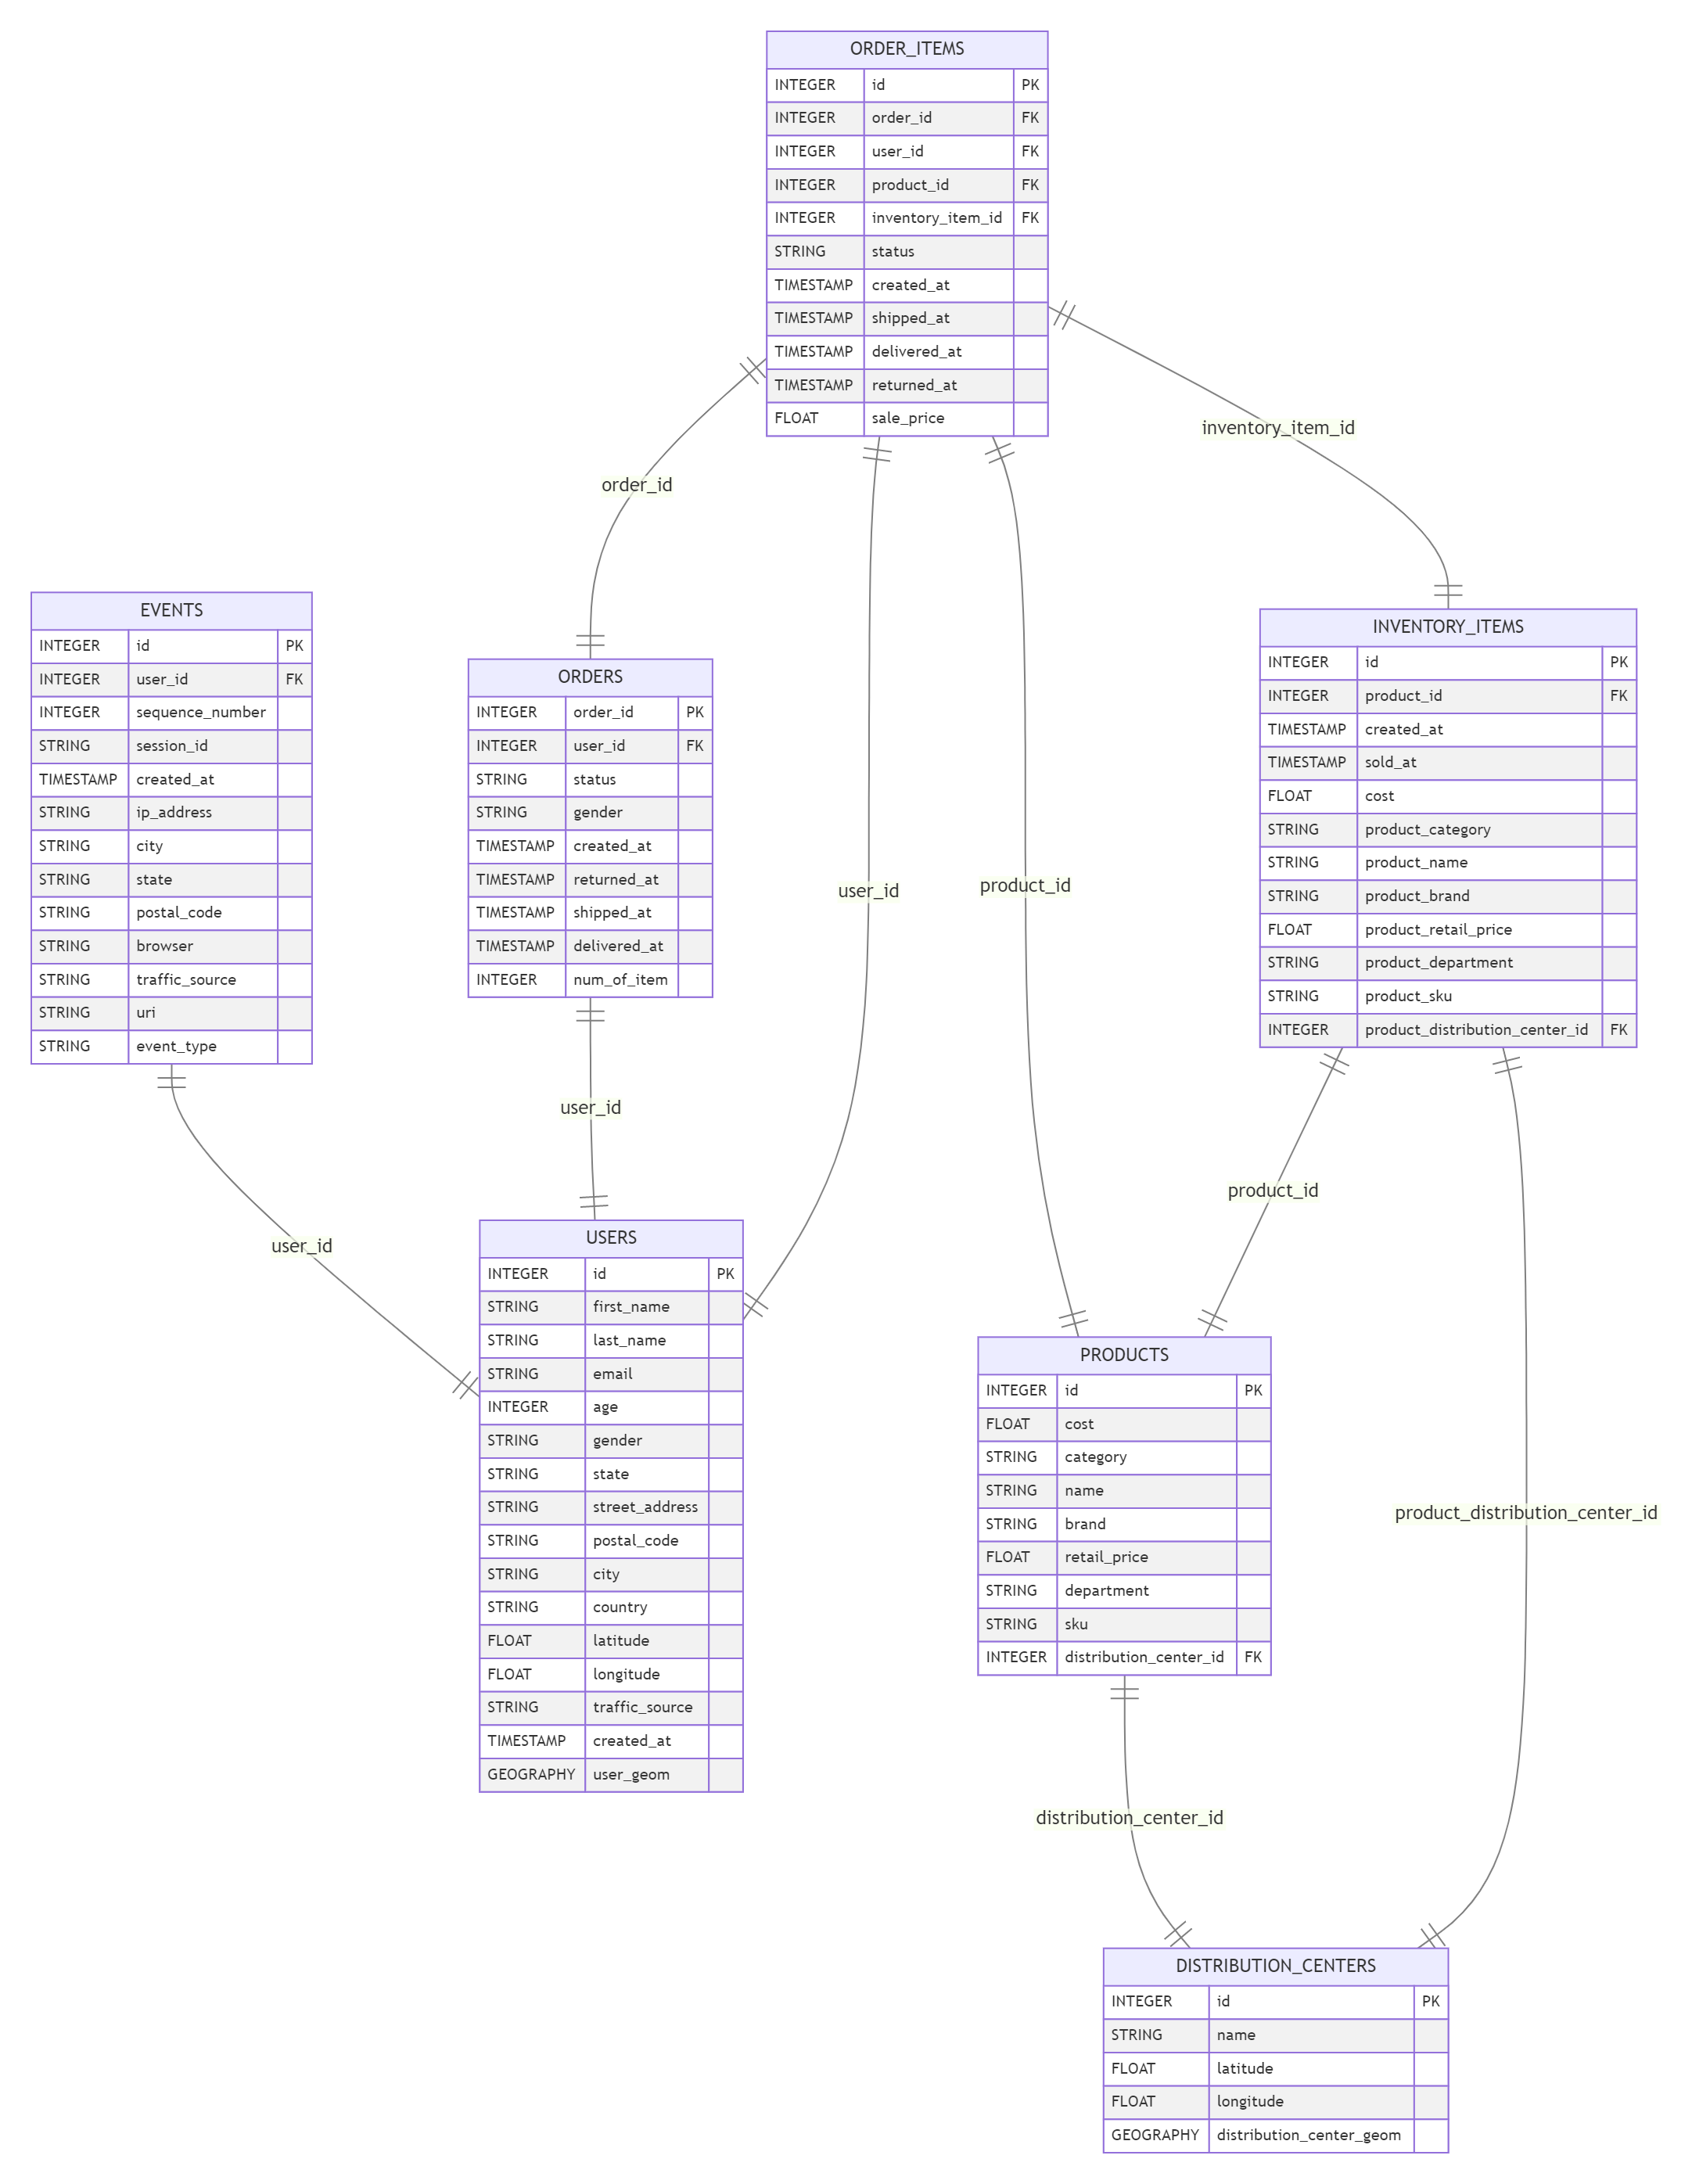 ORDER_ITEMS
INTEGER id PK
INTEGER order_id FK
INTEGER user_id FK
INTEGER product_id FK
INTEGER inventory_item_id FK
STRING status
TIMESTAMP created_at
TIMESTAMP shipped_at
TIMESTAMP delivered_at
TIMESTAMP returned_at
FLOAT sale_price
inventory_item_id
order_id
EVENTS
INTEGER id PK
INTEGER user_id FK
INTEGER sequence_number
STRING session_id
TIMESTAMP created_at
STRING ip_address
STRING city
STRING state
STRING postal_code
STRING browser
STRING traffic_source
STRING uri
STRING event_type
ORDERS
INTEGER order_id PK
INTEGER user_id FK
STRING status
STRING gender
TIMESTAMP created_at
TIMESTAMP returned_at
TIMESTAMP shipped_at
TIMESTAMP delivered_at
INTEGER num_of_item
user_id
product_id
INVENTORY_ITEMS
INTEGER id PK
INTEGER product_id FK
TIMESTAMP created_at
TIMESTAMP sold_at
FLOAT cost
STRING product_category
STRING product_name
STRING product_brand
FLOAT product_retail_price
STRING product_department
STRING product_sku
INTEGER product_distribution_center_id FK
user_id
product_id
user_id
USERS
INTEGER id PK
STRING first_name
STRING last_name
STRING email
INTEGER age
STRING gender
STRING state
STRING street_address
STRING postal_code
STRING city
STRING country
FLOAT latitude
FLOAT longitude
STRING traffic_source
TIMESTAMP created_at
GEOGRAPHY user_geom
PRODUCTS
INTEGER id PK
FLOAT cost
STRING category
STRING name
STRING brand
FLOAT retail_price
STRING department
STRING sku
INTEGER distribution_center_id FK
product_distribution_center_id
distribution_center_id
DISTRIBUTION_CENTERS
INTEGER id PK
STRING name
FLOAT latitude
FLOAT longitude
GEOGRAPHY distribution_center_geom